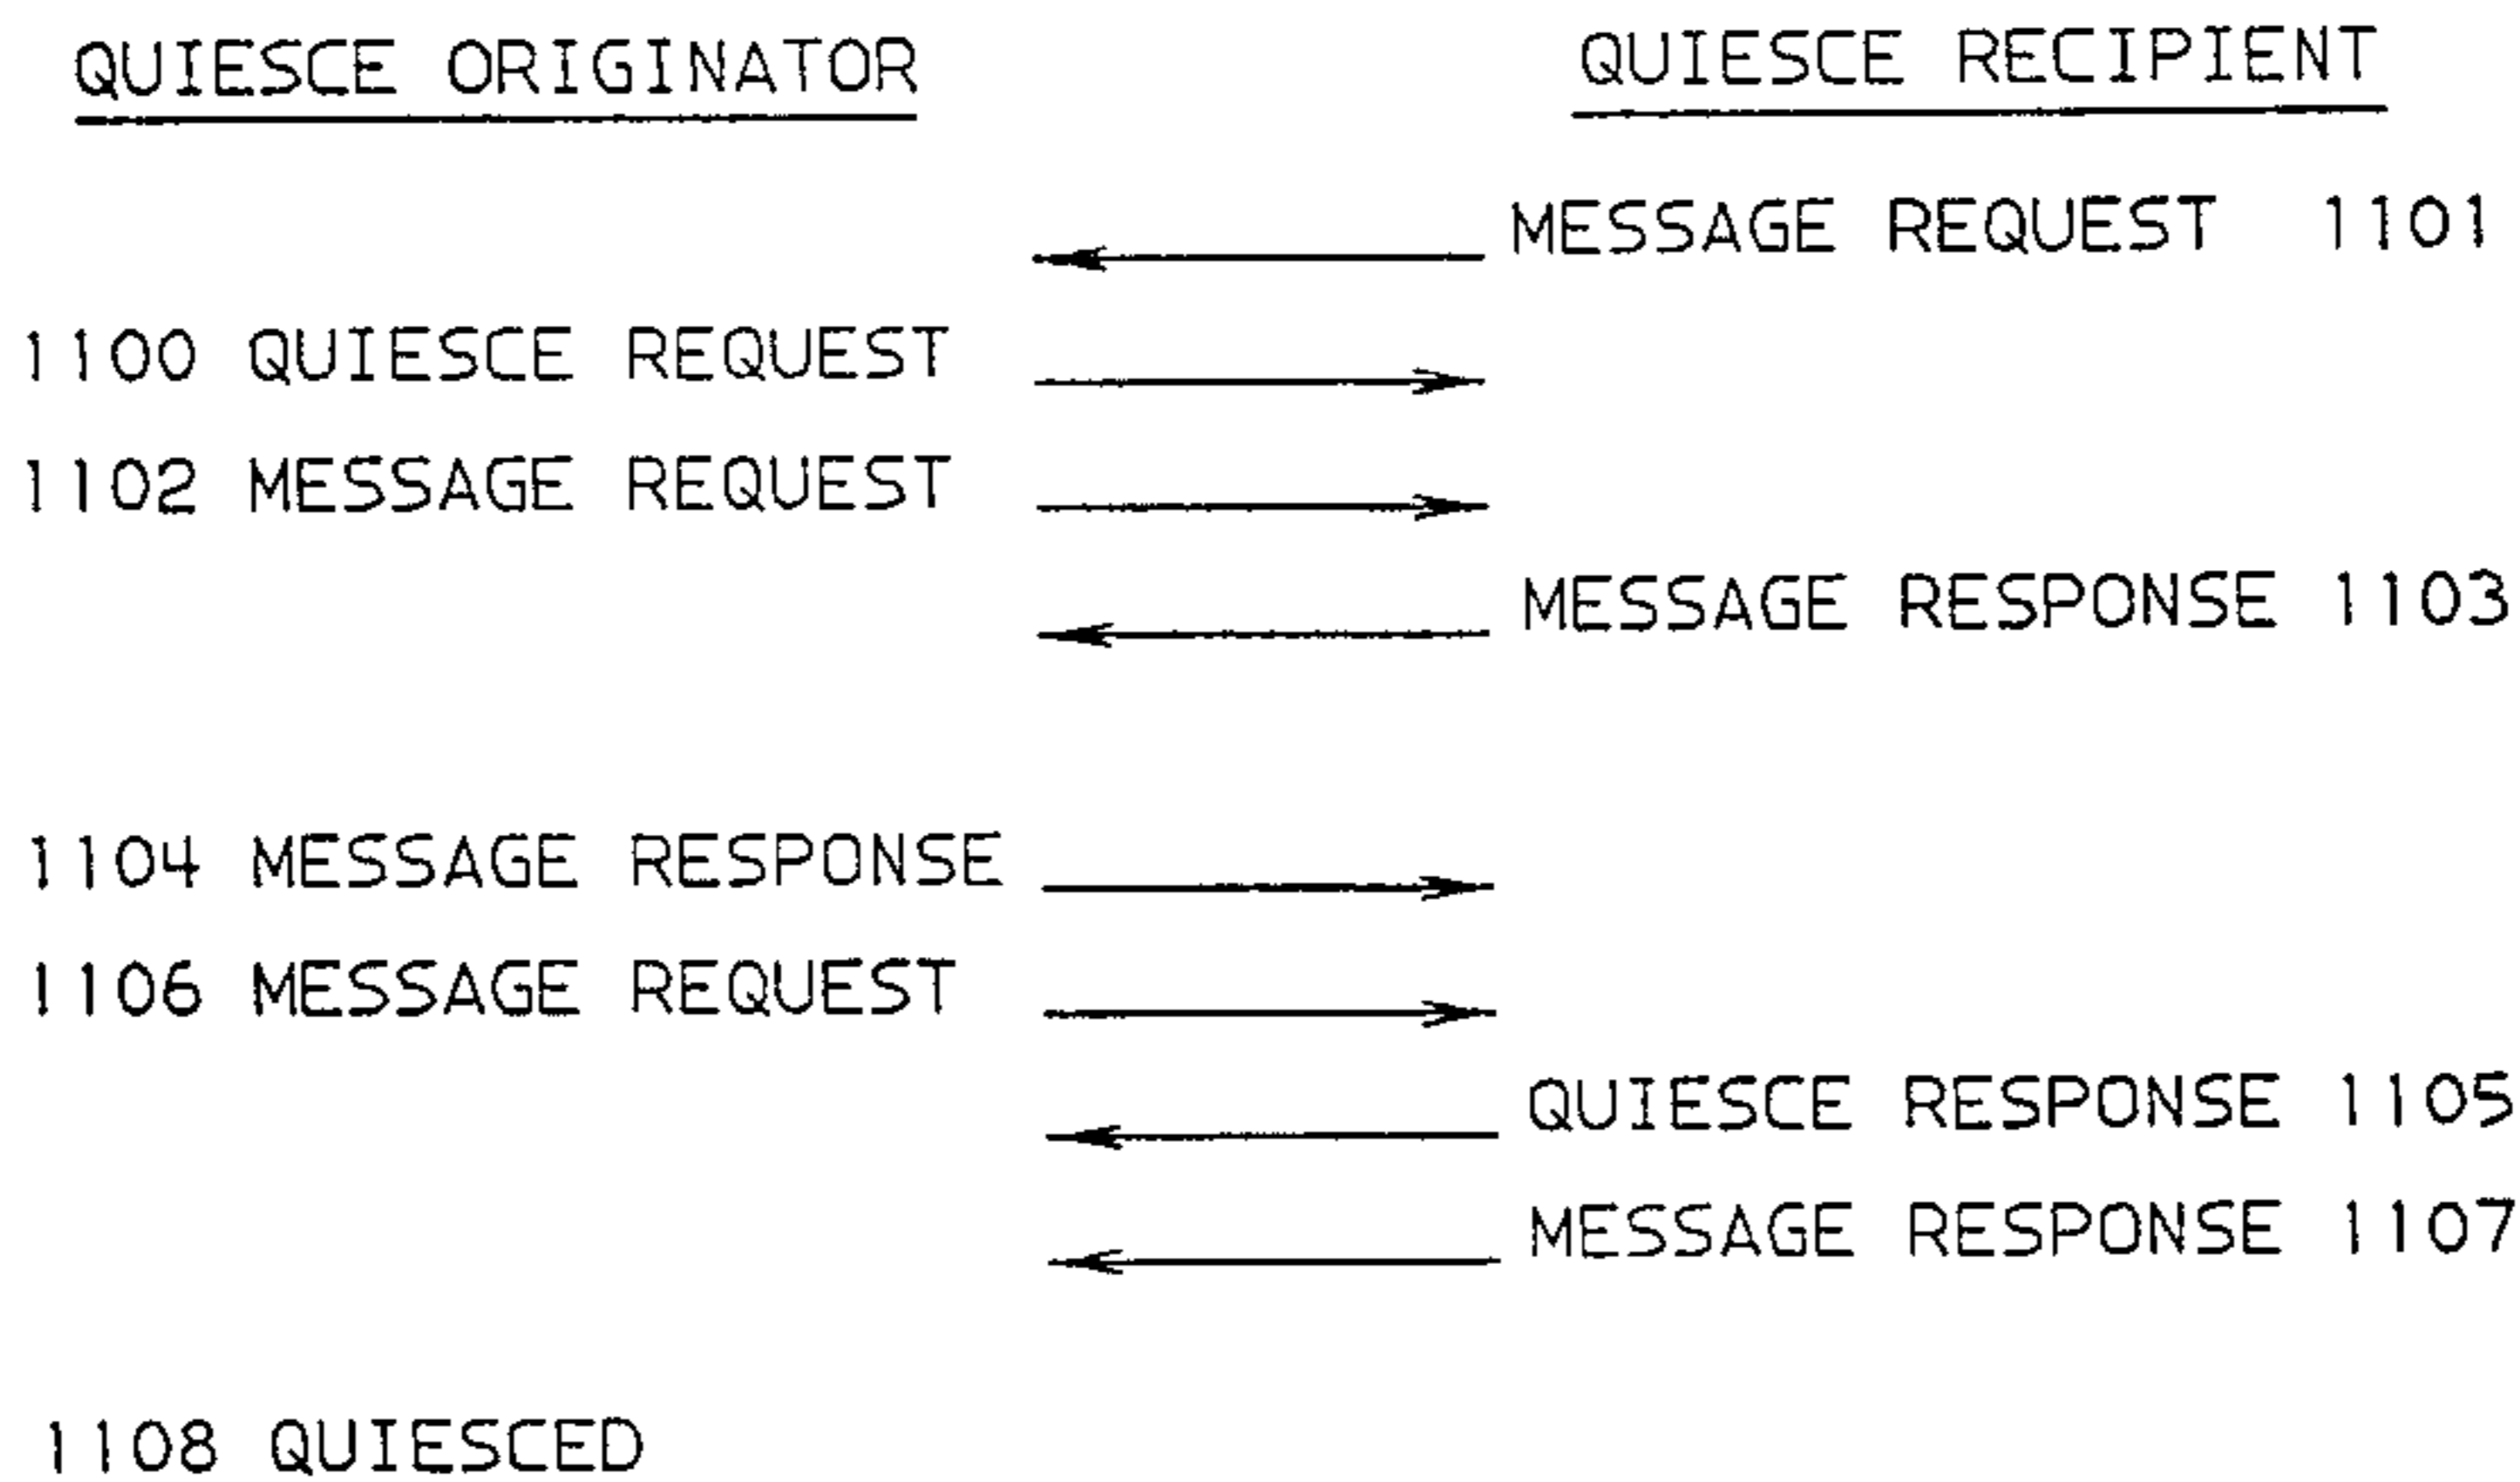 QUIESCE ORIGINATOR
QUIESCE RECIPIENT
MESSAGE REQUEST 1101
1100 QUIESCE REQUEST
1102 MESSAGE REQUEST
MESSAGE RESPONSE 1103
1104 MESSAGE RESPONSE
1106 MESSAGE REQUEST
QUIESCE RESPONSE 1105
MESSAGE RESPONSE 1107
1108 QUIESCED